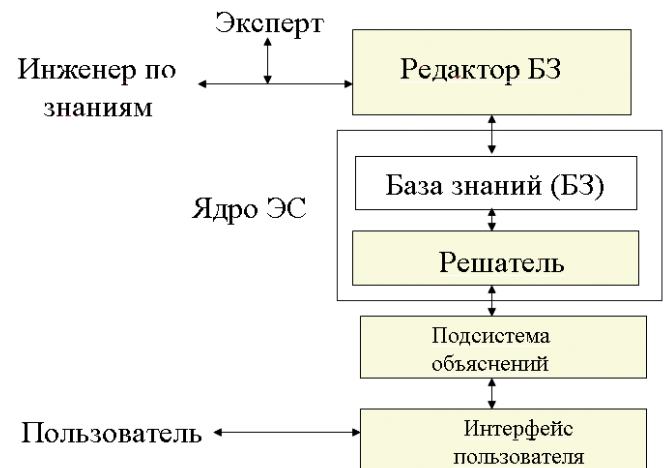 Эксперт
Инженер по
знаниям
Редактор БЗ
База знаний (БЗ)
Ядро ЭС
Решатель
Подсистема
объяснений
Пользователь
Интерфейс
пользователя